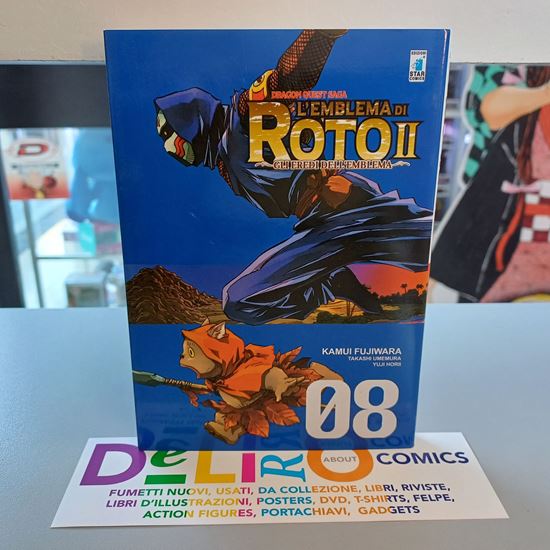 EDIZIONI
STAR
COMICS
DRAGON QUEST SAGA
L'EMBLEMA DI
ROTO II
GLI EREDI DELL'EMBLEMA
KAMUI FUJIWARA
TAKASHI UMEMURA
YUJI HORII
08
DeLiRiO ABOUT COMICS
FUMETTI NUOVI, USATI, DA COLLEZIONE, LIBRI, RIVISTE,
LIBRI D'ILLUSTRAZIONI, POSTERS, DVD, T-SHIRTS, FELPE,
ACTION FIGURES, PORTACHIAVI, GADGETS